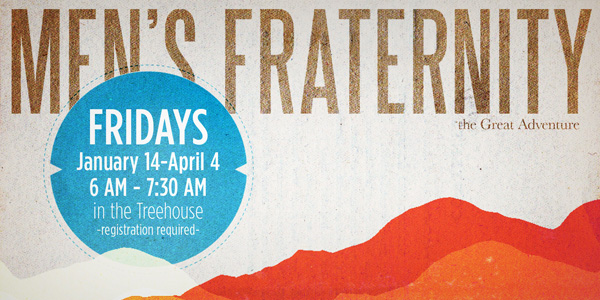 MEN'S FRATERNITY
the Great Adventure
FRIDAYS
January 14-April 4
6 AM - 7:30 AM
in the Treehouse
-registration required-